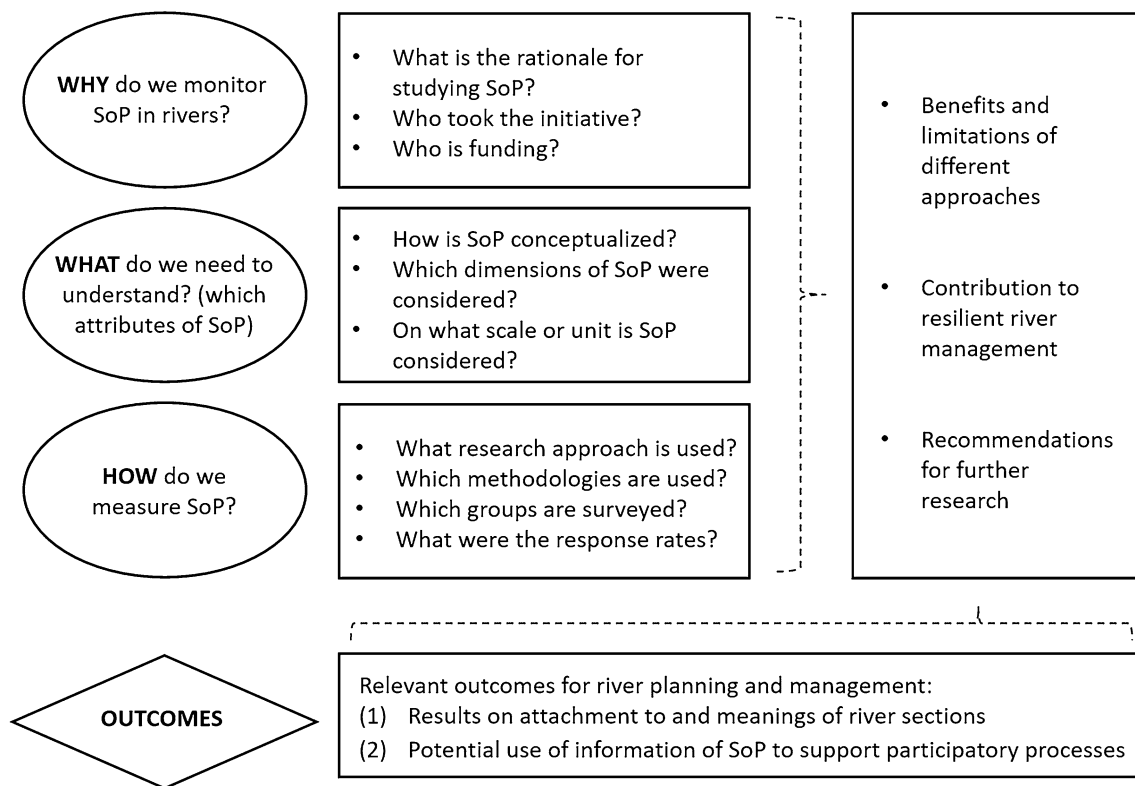 WHY do we monitor
SoP in rivers?
• What is the rationale for
studying SoP?
• Who took the initiative?
• Who is funding?
WHAT do we need to
understand? (which
attributes of SoP)
• How is SoP conceptualized?
• Which dimensions of SoP were
considered?
• On what scale or unit is SoP
considered?
HOW do we
measure SoP?
• What research approach is used?
• Which methodologies are used?
• Which groups are surveyed?
• What were the response rates?
• Benefits and
limitations of
different
approaches
• Contribution to
resilient river
management
• Recommendations
for further
research
OUTCOMES
Relevant outcomes for river planning and management:
(1) Results on attachment to and meanings of river sections
(2) Potential use of information of SoP to support participatory processes